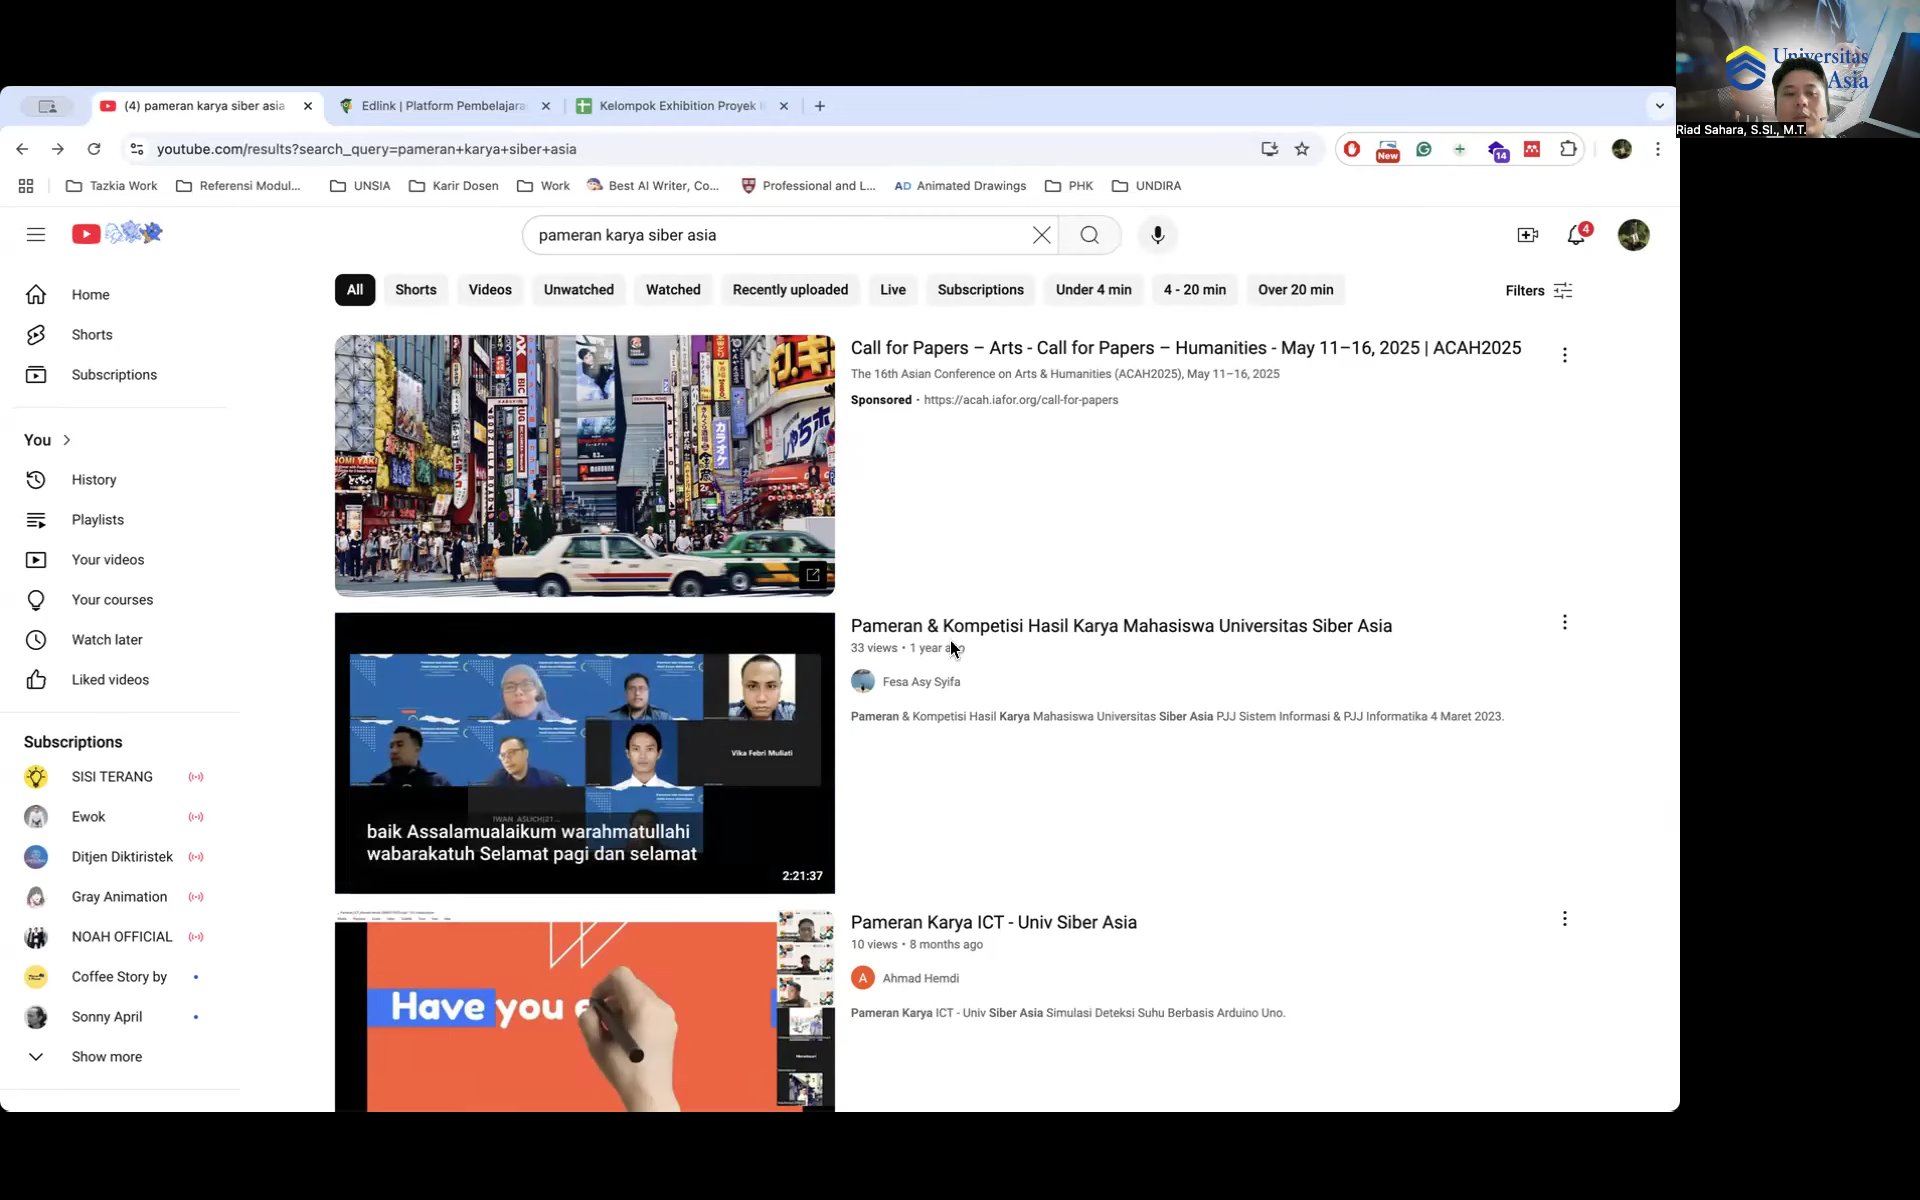 Universitas
Asia
Riad Sahara, S.SI., M.T.
(4) pameran karya siber asia
Edlink | Platform Pembelajara
Kelompok Exhibition Proyek
youtube.com/results?search_query=pameran+karya+siber+asia
New
14
Tazkia Work
Referensi Modul...
UNSIA
Karir Dosen
Work
Best AI Writer, Co...
Professional and L...
AD Animated Drawings
PHK
UNDIRA
pameran karya siber asia
4
All
Shorts
Videos
Unwatched
Watched
Recently uploaded
Live
Subscriptions
Under 4 min
4 - 20 min
Over 20 min
Filters
Home
Shorts
Subscriptions
You
History
Playlists
Your videos
Your courses
Watch later
Liked videos
Subscriptions
SISI TERANG
Ewok
Ditjen Diktiristek
Gray Animation
NOAH OFFICIAL
Coffee Story by
Sonny April
Show more
Call for Papers – Arts - Call for Papers – Humanities - May 11–16, 2025 | ACAH2025
The 16th Asian Conference on Arts & Humanities (ACAH2025), May 11–16, 2025
Sponsored · https://acah.iafor.org/call-for-papers
Vika Febri Muliati
baik Assalamualaikum warahmatullahi
wabarakatuh Selamat pagi dan selamat
2:21:37
Pameran & Kompetisi Hasil Karya Mahasiswa Universitas Siber Asia
33 views • 1 year
Fesa Asy Syifa
Pameran & Kompetisi Hasil Karya Mahasiswa Universitas Siber Asia PJJ Sistem Informasi & PJJ Informatika 4 Maret 2023.
Have you
Pameran Karya ICT - Univ Siber Asia
10 views • 8 months ago
A
Ahmad Hemdi
Pameran Karya ICT - Univ Siber Asia Simulasi Deteksi Suhu Berbasis Arduino Uno.